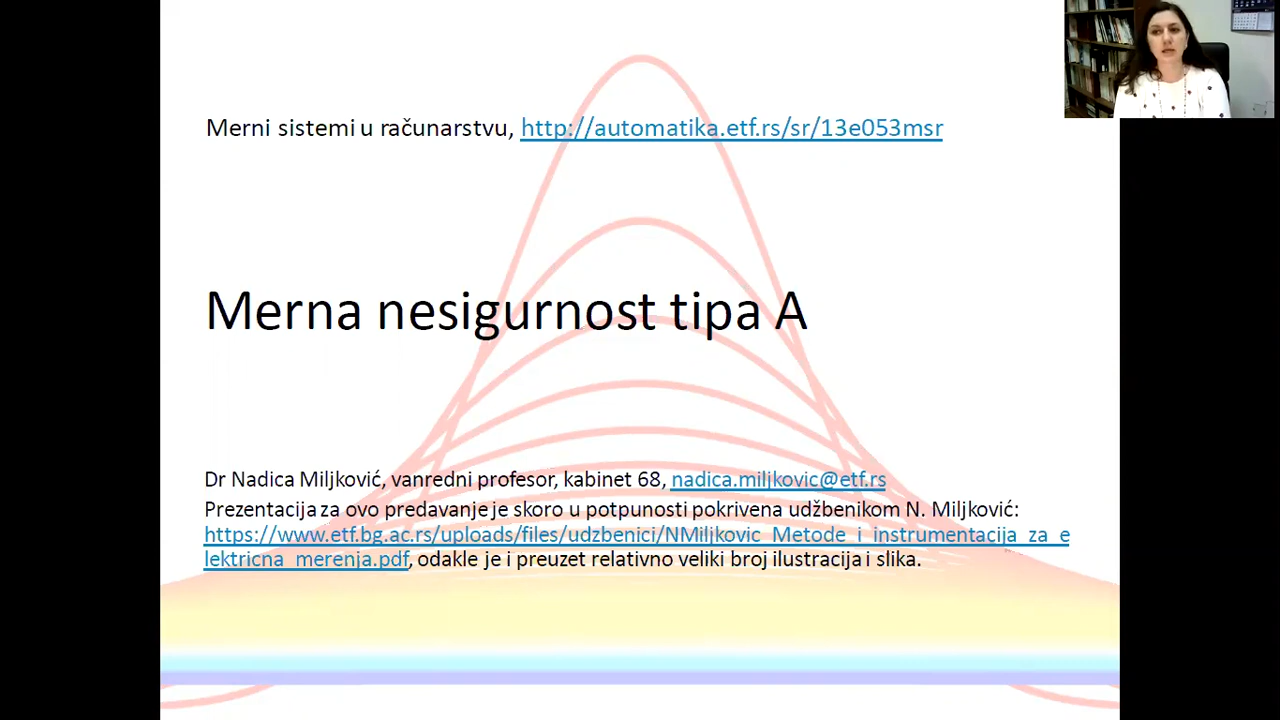 Merni sistemi u računarstvu, http://automatika.etf.rs/sr/13e053msr
Merna nesigurnost tipa A
Dr Nadica Miljković, vanredni profesor, kabinet 68, nadica.miljkovic@etf.rs
Prezentacija za ovo predavanje je skoro u potpunosti pokrivena udžbenikom N. Miljković:
https://www.etf.bg.ac.rs/uploads/files/udzbenici/NMiljkovic_Metode_i_instrumentacija_za_e
lektricna_merenja.pdf, odakle je i preuzet relativno veliki broj ilustracija i slika.